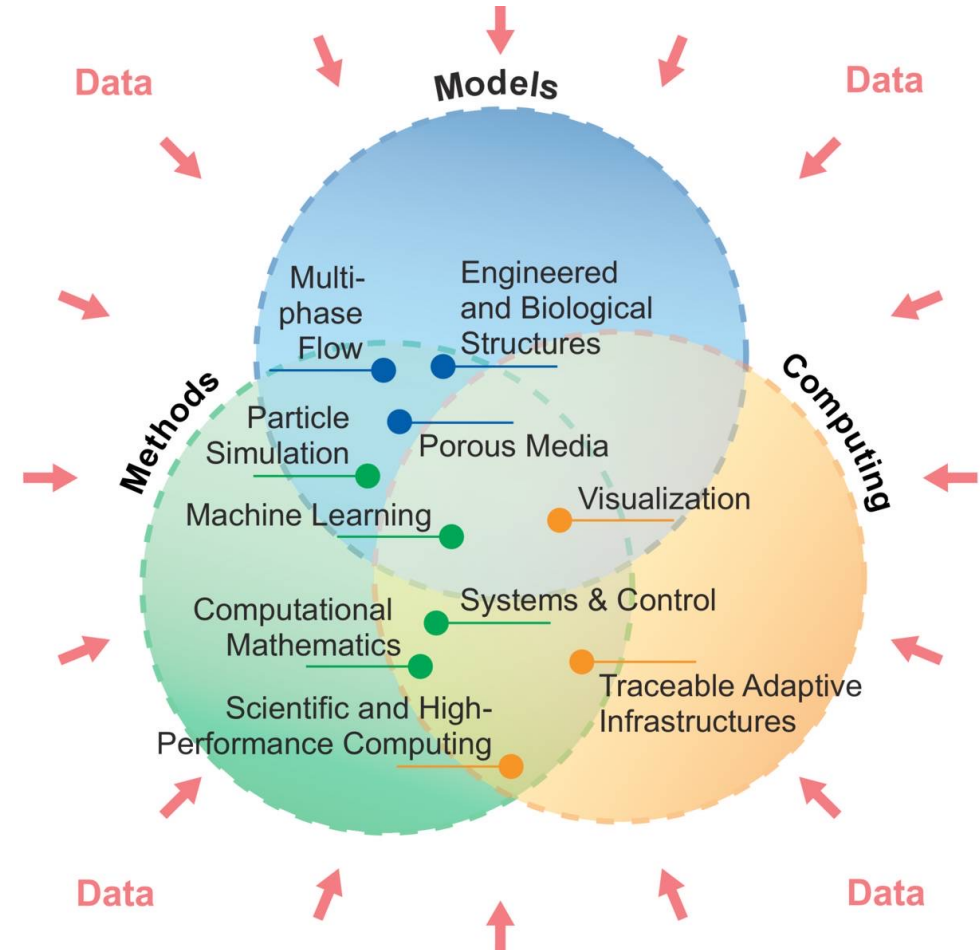 Data
Data
Models
Multi-
phase
Flow
Engineered
and Biological
Structures
Methods
Computing
Particle
Simulation
Porous Media
Machine Learning
Visualization
Computational
Mathematics
Systems & Control
Traceable Adaptive
Infrastructures
Scientific and High-
Performance Computing
Data
Data